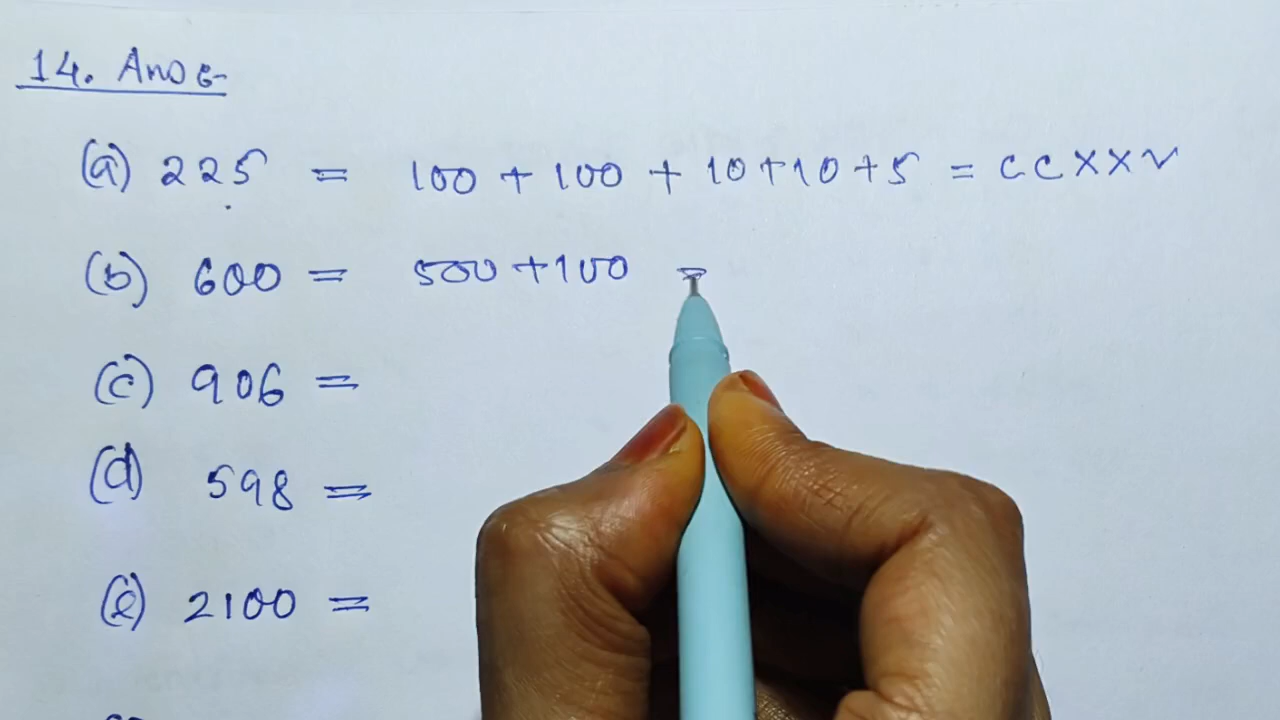 14. Ans :-
(a) 225 = 100 + 100 + 10 + 10 + 5 = CCXXV
(b) 600 = 500 + 100 =
(c) 906 =
(d) 598 =
(e) 2100 =